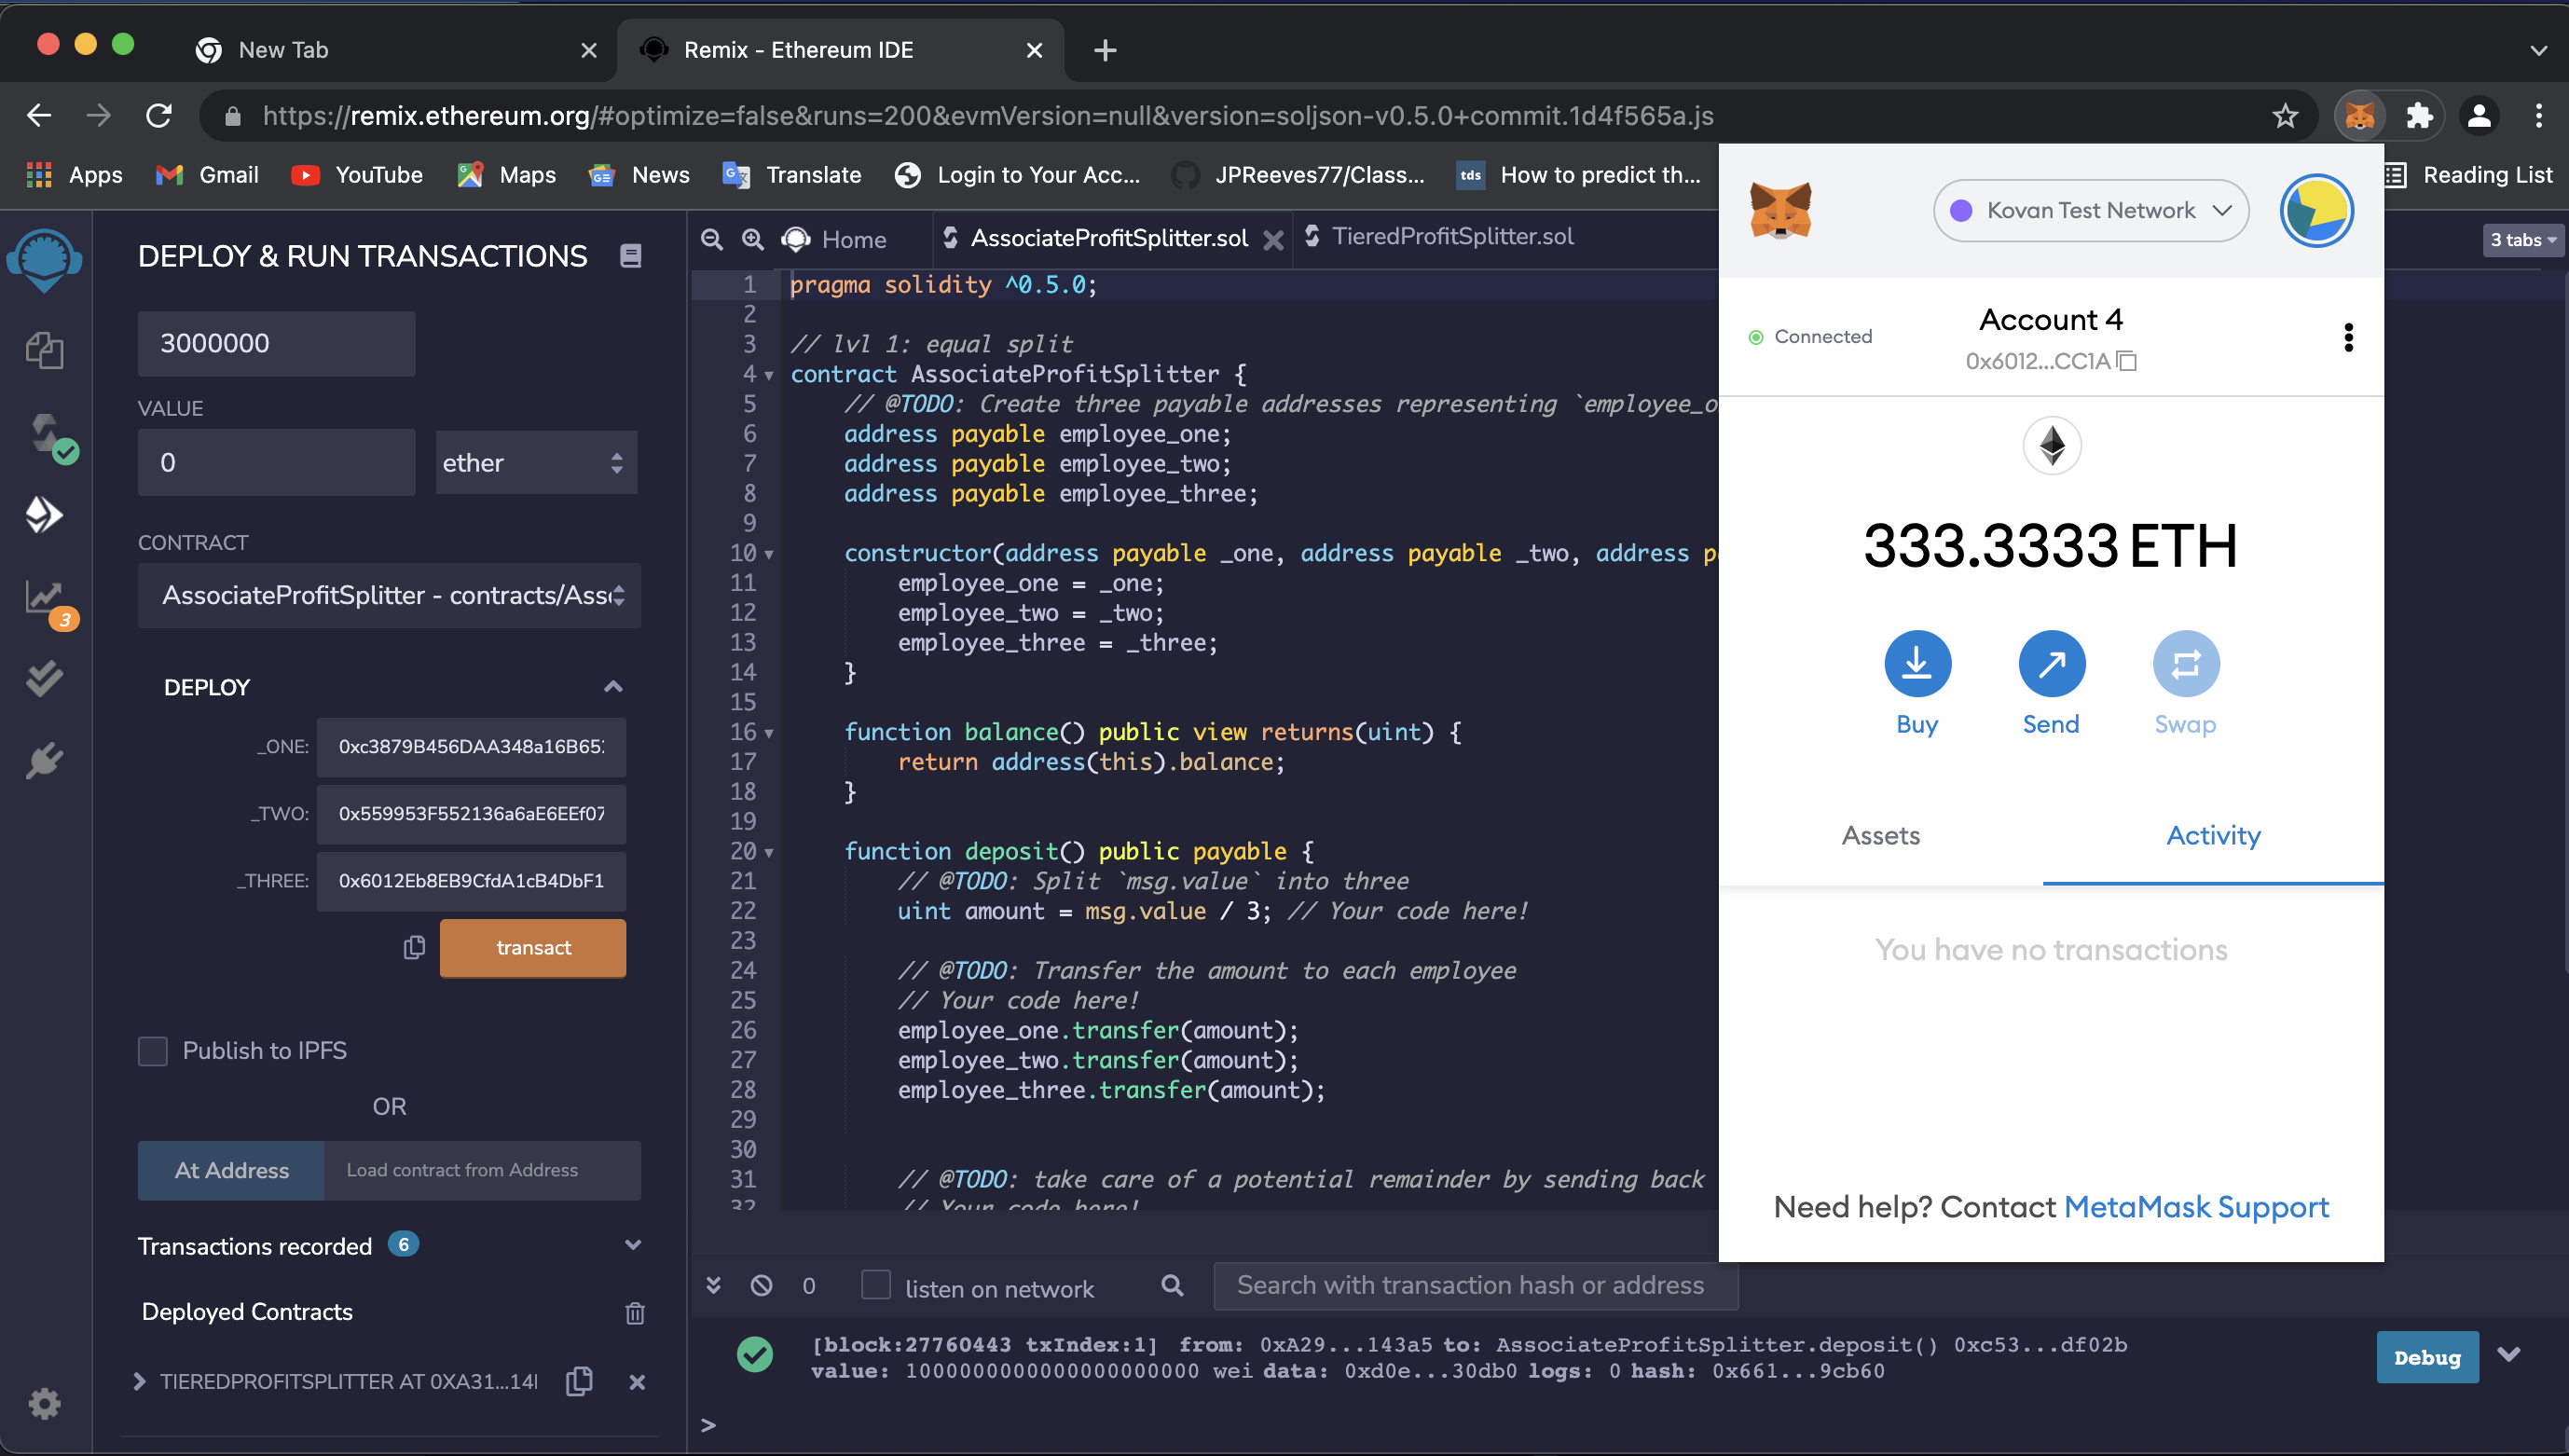 New Tab
Remix - Ethereum IDE
https://remix.ethereum.org/#optimize=false&runs=200&evmVersion=null&version=soljson-v0.5.0+commit.1d4f565a.js
Apps Gmail YouTube Maps News Translate Login to Your Acc... JPReeves77/Class... tds How to predict th... Reading List
DEPLOY & RUN TRANSACTIONS
3000000
VALUE
0 ether
CONTRACT
AssociateProfitSplitter - contracts/Ass
DEPLOY
_ONE: 0xc3879B456DAA348a16B65
_TWO: 0x559953F552136a6aE6EEf07
_THREE: 0x6012Eb8EB9CfdA1cB4DbF1
transact
Publish to IPFS
OR
At Address Load contract from Address
Transactions recorded 6
Deployed Contracts
TIEREDPROFITSPLITTER AT 0XA31...14
3
Home AssociateProfitSplitter.sol TieredProfitSplitter.sol 3 tabs
1 pragma solidity ^0.5.0;
2
3 // lvl 1: equal split
4 contract AssociateProfitSplitter {
5 // @TODO: Create three payable addresses representing `employee_o
6 address payable employee_one;
7 address payable employee_two;
8 address payable employee_three;
9
10 constructor(address payable _one, address payable _two, address p
11 employee_one = _one;
12 employee_two = _two;
13 employee_three = _three;
14 }
15
16 function balance() public view returns(uint) {
17 return address(this).balance;
18 }
19
20 function deposit() public payable {
21 // @TODO: Split `msg.value` into three
22 uint amount = msg.value / 3; // Your code here!
23
24 // @TODO: Transfer the amount to each employee
25 // Your code here!
26 employee_one.transfer(amount);
27 employee_two.transfer(amount);
28 employee_three.transfer(amount);
29
30
31 // @TODO: take care of a potential remainder by sending back
32 // Your code here!
Kovan Test Network
Connected
Account 4
0x6012...CC1A
333.3333 ETH
Buy Send Swap
Assets Activity
You have no transactions
Need help? Contact MetaMask Support
0 listen on network Search with transaction hash or address
[block:27760443 txIndex:1] from: 0xA29...143a5 to: AssociateProfitSplitter.deposit() 0xc53...df02b
value: 1000000000000000000000 wei data: 0xd0e...30db0 logs: 0 hash: 0x661...9cb60
Debug
>